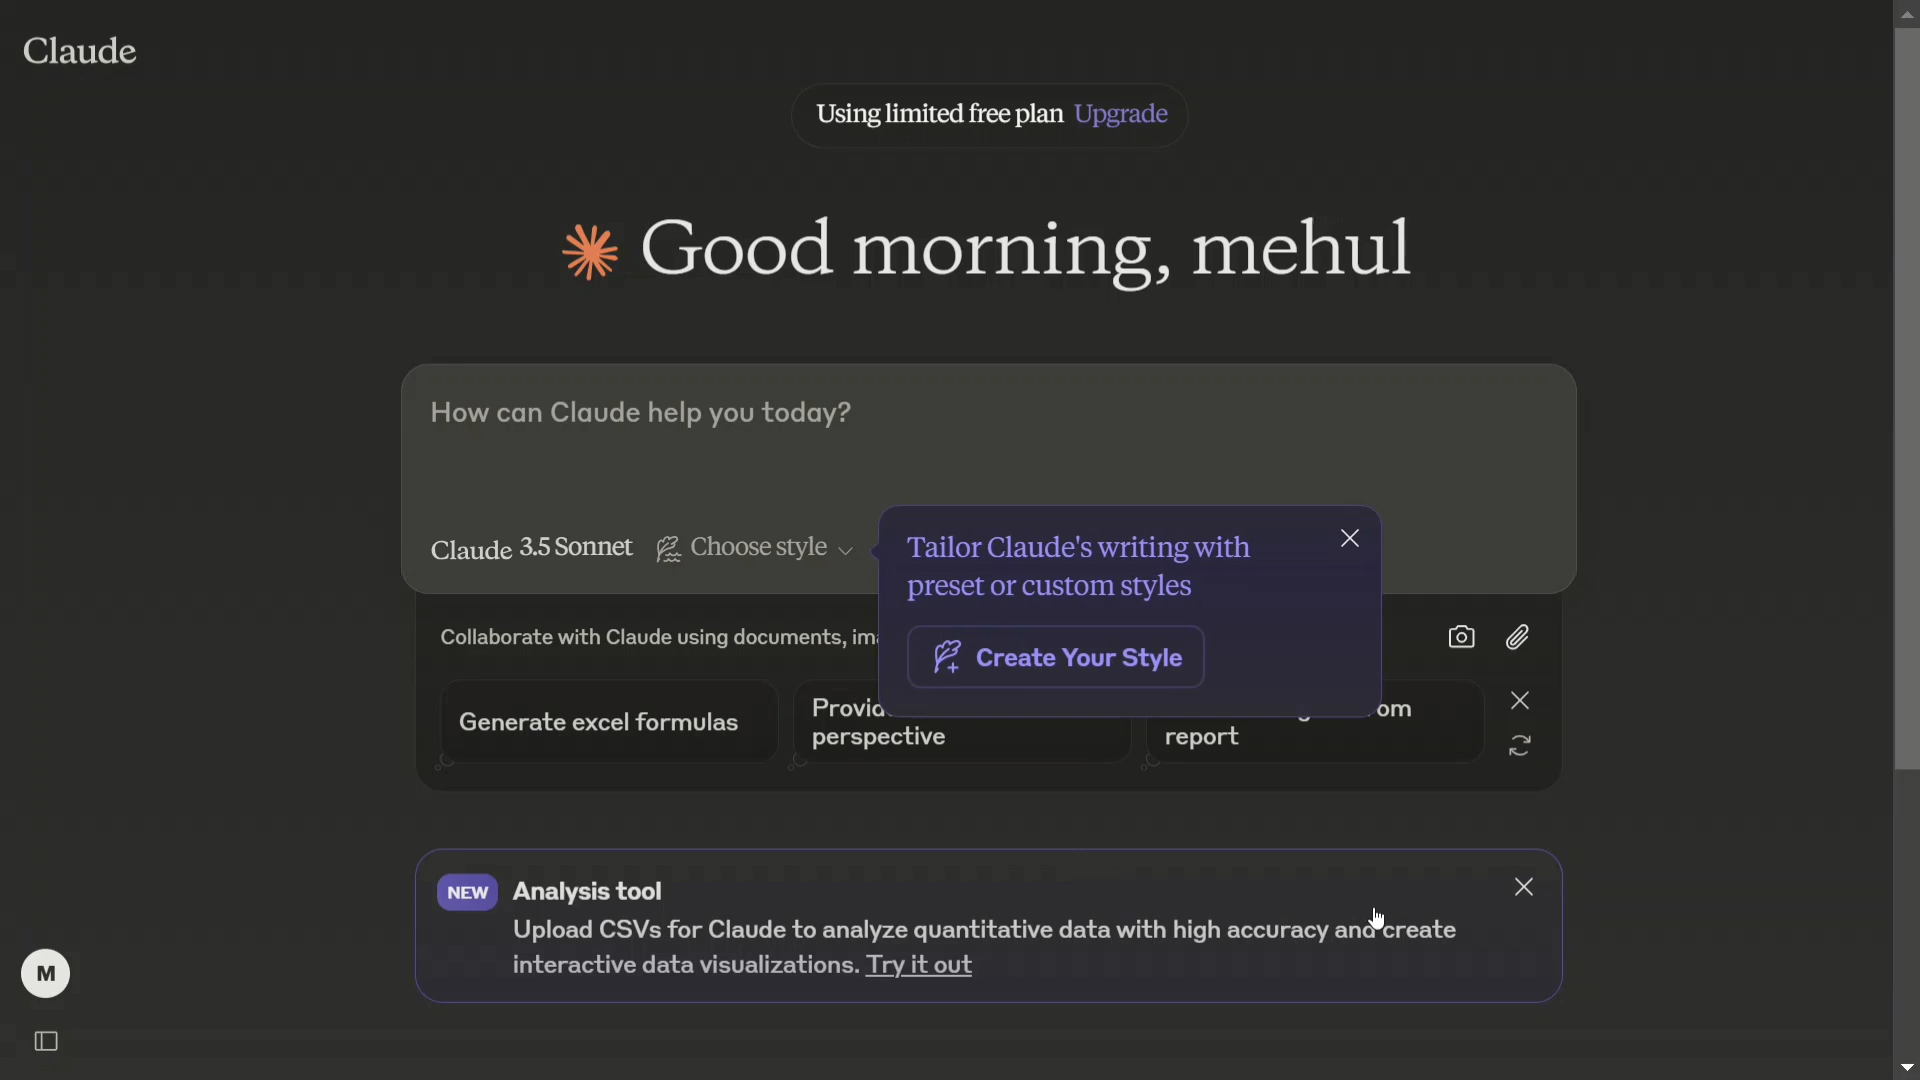 Claude
Using limited free plan Upgrade
Good morning, mehul
How can Claude help you today?
Claude 3.5 Sonnet Choose style
Tailor Claude's writing with
preset or custom styles
Create Your Style
Collaborate with Claude using documents,
Generate excel formulas
perspective
report
NEW Analysis tool
Upload CSVs for Claude to analyze quantitative data with high accuracy and create
interactive data visualizations. Try it out
M